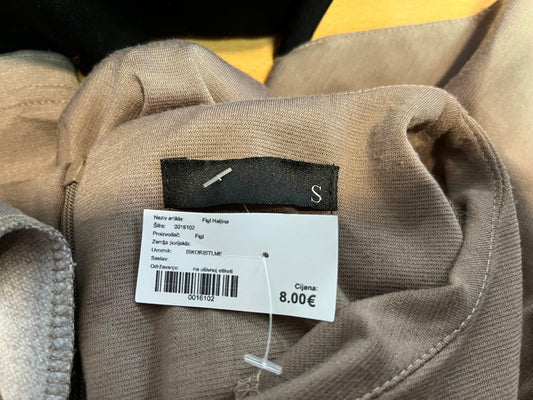 S
Naziv artikla: Figl Haljina
Šifra: 0016102
Proizvođač: Figl
Zemlja porijekla:
Uvoznik: ISKORISTI.ME
Sastav:
Održavanje: na ušivnoj etiketi
0016102
Cijena:
8.00€